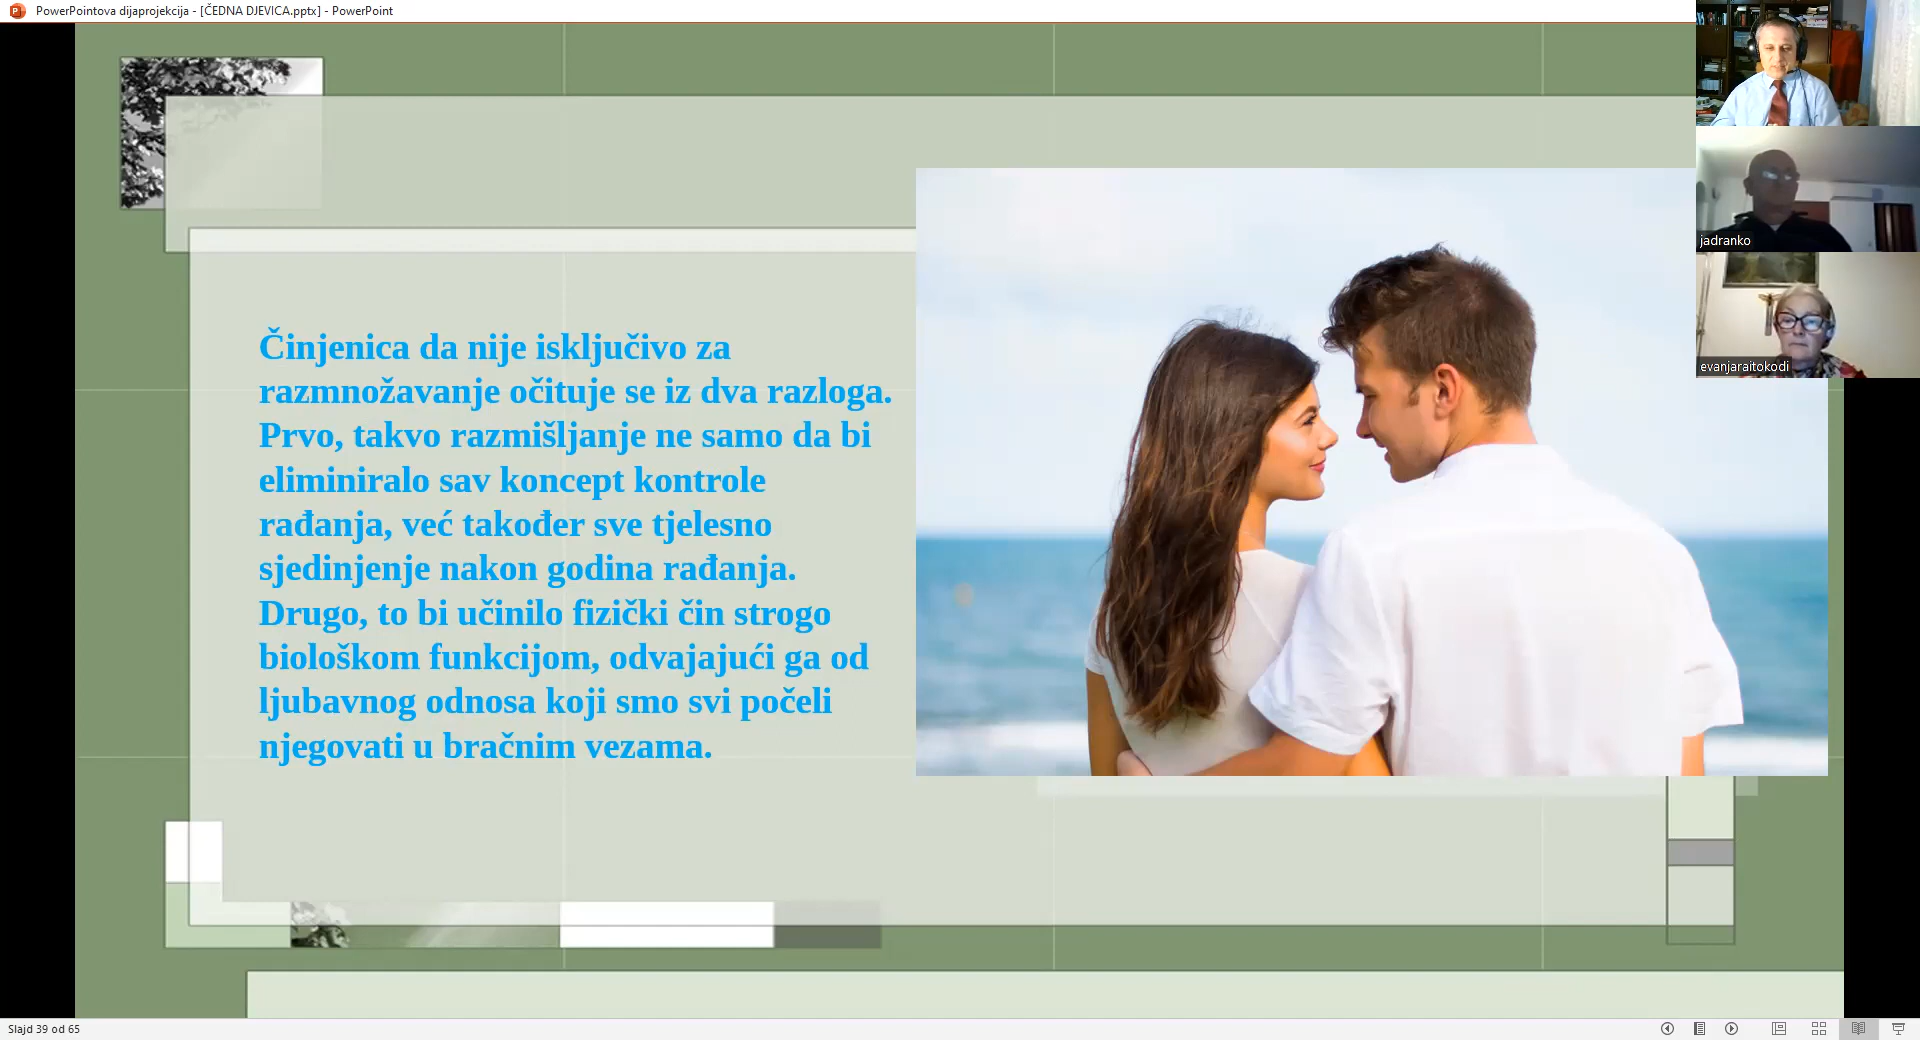 PowerPointova dijaprojekcija - [ČEDNA DJEVICA.pptx] - PowerPoint
Činjenica da nije isključivo za
razmnožavanje očituje se iz dva razloga.
Prvo, takvo razmišljanje ne samo da bi
eliminiralo sav koncept kontrole
rađanja, već također sve tjelesno
sjedinjenje nakon godina rađanja.
Drugo, to bi učinilo fizički čin strogo
biološkom funkcijom, odvajajući ga od
ljubavnog odnosa koji smo svi počeli
njegovati u bračnim vezama.
jadranko
evanjaraitokodi
Slajd 39 od 65